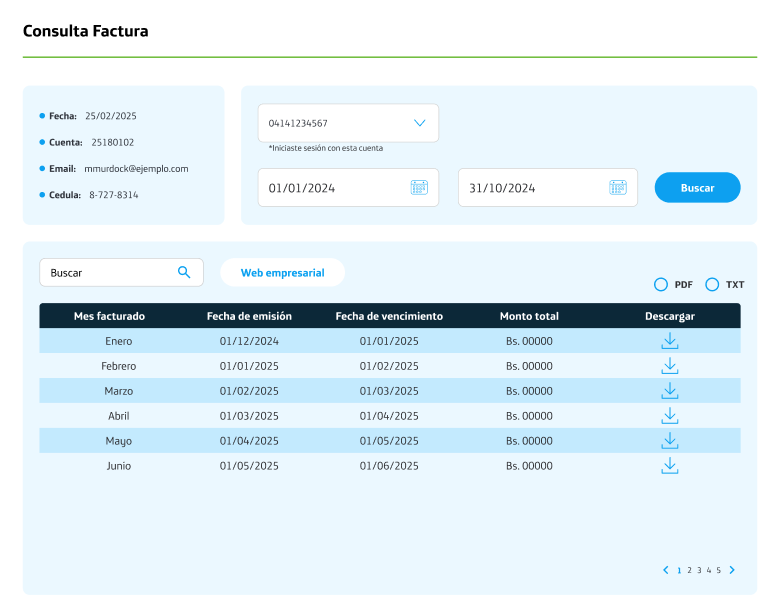 Consulta Factura
Fecha: 25/02/2025
Cuenta: 25180102
Email: mmurdock@ejemplo.com
Cedula: 8-727-8314
04141234567
*Iniciaste sesión con esta cuenta
01/01/2024 31/10/2024 Buscar
Buscar Web empresarial
PDF TXT
Mes facturado Fecha de emisión Fecha de vencimiento Monto total Descargar
Enero 01/12/2024 01/01/2025 Bs. 00000
Febrero 01/01/2025 01/02/2025 Bs. 00000
Marzo 01/02/2025 01/03/2025 Bs. 00000
Abril 01/03/2025 01/04/2025 Bs. 00000
Mayo 01/04/2025 01/05/2025 Bs. 00000
Junio 01/05/2025 01/06/2025 Bs. 00000
1 2 3 4 5